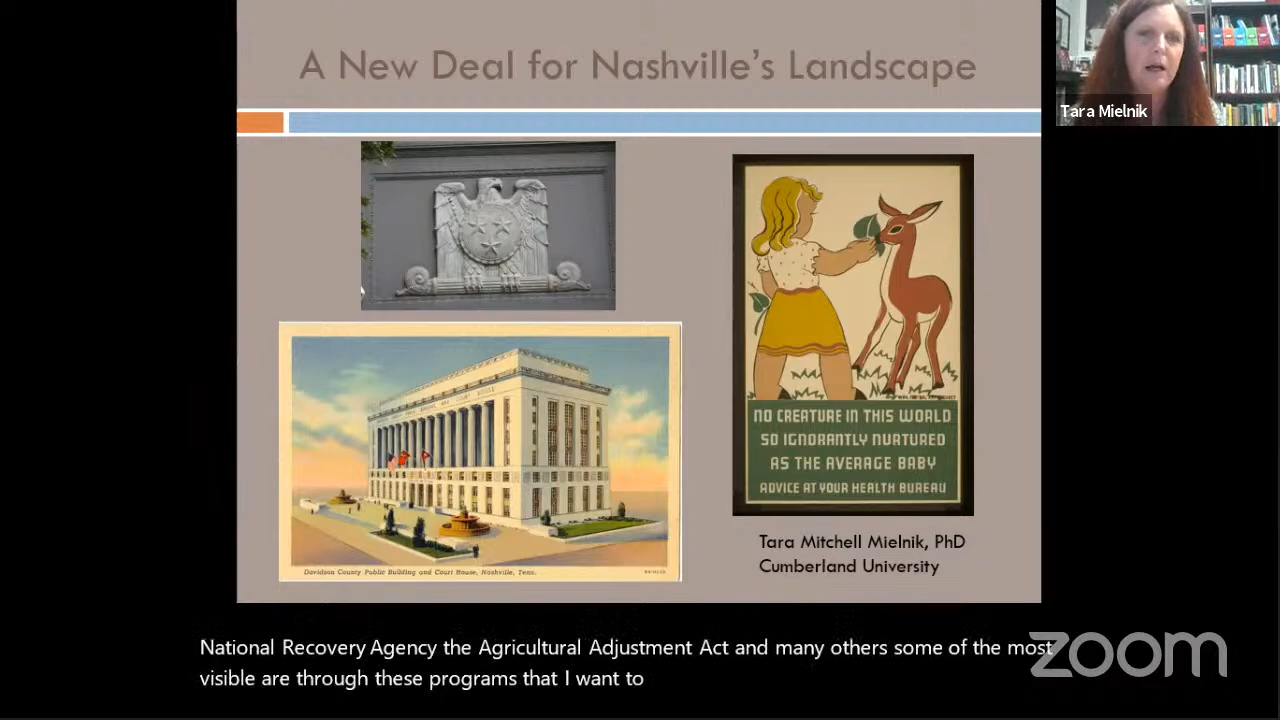 A New Deal for Nashville's Landscape
Tara Mielnik
NO CREATURE IN THIS WORLD
SO IGNORANTLY NURTURED
AS THE AVERAGE BABY
ADVICE AT YOUR HEALTH BUREAU
Davidson County Public Building and Court House, Nashville, Tenn.
Tara Mitchell Mielnik, PhD
Cumberland University
National Recovery Agency the Agricultural Adjustment Act and many others some of the most
visible are through these programs that I want to
zoom